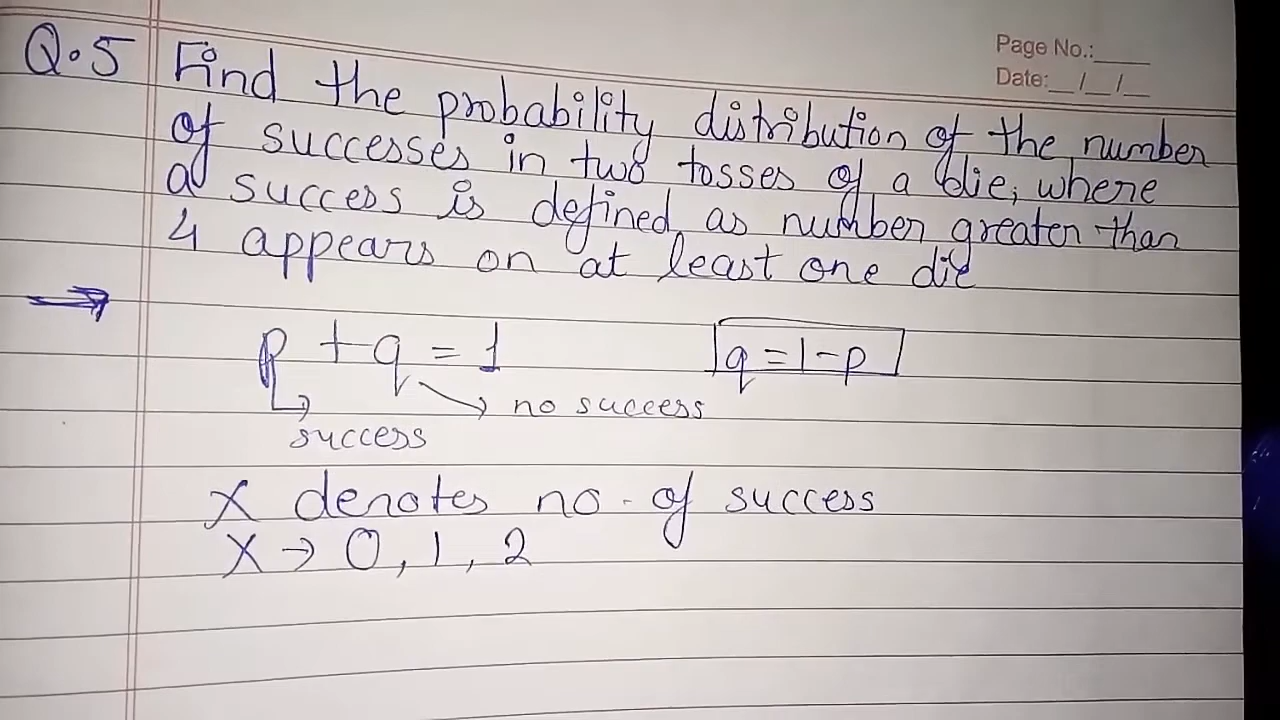 Page No.:
Date: / /
Q.5 Find the probability distribution of the number
of successes in two tosses of a die, where
a success is defined as number greater than
4 appears on at least one die
p + q = 1 q = 1 - p
no success
success
X denotes no. of success
X → 0, 1, 2